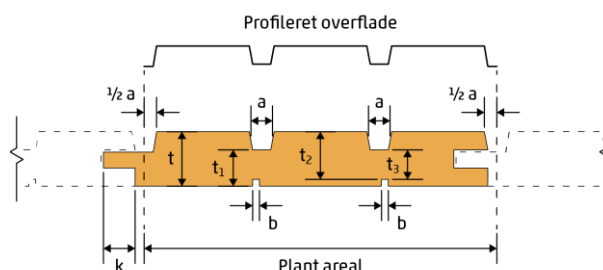 Profileret overflade
½ a
a
a
½ a
t
t₁
t₂
t₃
b
b
k
Plant areal